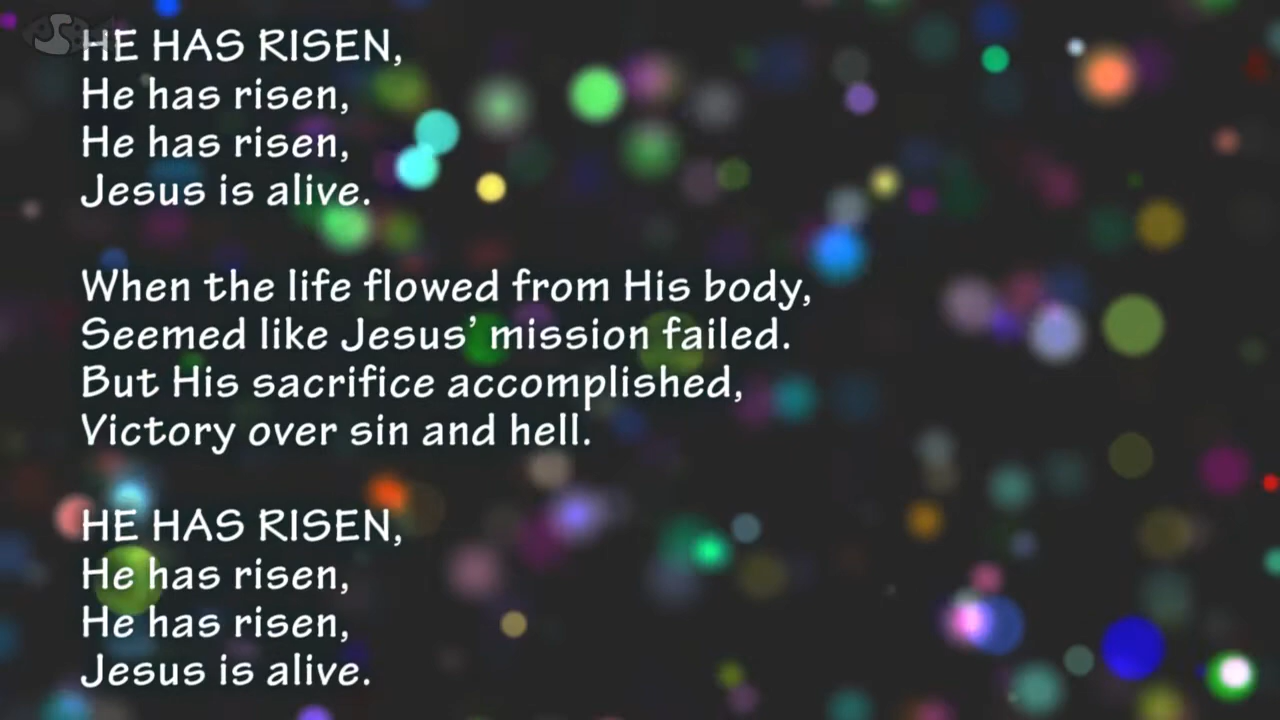 HE HAS RISEN,
He has risen,
He has risen,
Jesus is alive.
When the life flowed from His body,
Seemed like Jesus’ mission failed.
But His sacrifice accomplished,
Victory over sin and hell.
HE HAS RISEN,
He has risen,
He has risen,
Jesus is alive.